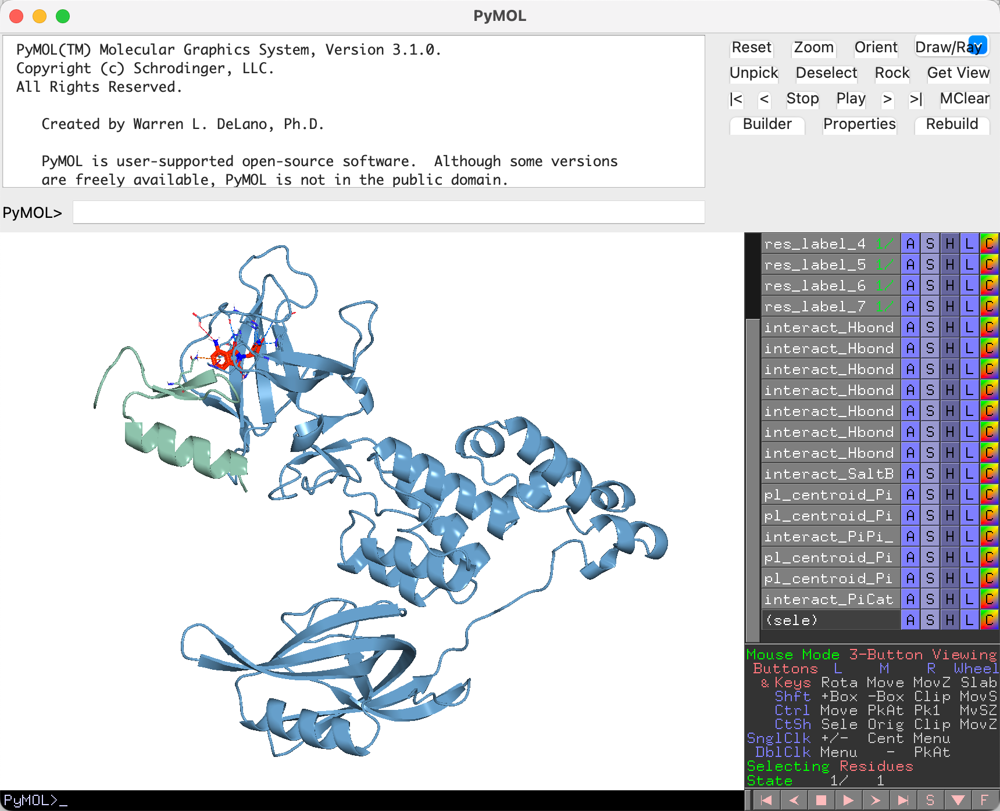 PyMOL
PyMOL(TM) Molecular Graphics System, Version 3.1.0.
Copyright (c) Schrodinger, LLC.
All Rights Reserved.
Created by Warren L. DeLano, Ph.D.
PyMOL is user-supported open-source software.  Although some versions
are freely available, PyMOL is not in the public domain.
Reset Zoom Orient Draw/Ray
Unpick Deselect Rock Get View
|< < Stop Play > >| MClear
Builder Properties Rebuild
PyMOL>
res_label_4 1/ A S H L C
res_label_5 1/ A S H L C
res_label_6 1/ A S H L C
res_label_7 1/ A S H L C
interact_Hbond A S H L C
interact_Hbond A S H L C
interact_Hbond A S H L C
interact_Hbond A S H L C
interact_Hbond A S H L C
interact_Hbond A S H L C
interact_Hbond A S H L C
interact_SaltB A S H L C
pl_centroid_Pi A S H L C
pl_centroid_Pi A S H L C
interact_PiPi_ A S H L C
pl_centroid_Pi A S H L C
pl_centroid_Pi A S H L C
interact_PiCat A S H L C
(sele) A S H L C
Mouse Mode 3-Button Viewing
Buttons L M R Wheel
& Keys Rota Move MovZ Slab
Shft +Box -Box Clip MovS
Ctrl Move PkAt Pk1 MvSZ
CtSh Sele Orig Clip MovZ
SnglClk +/- Cent Menu
DblClk Menu - PkAt
Selecting Residues
State 1/ 1
PyMOL>_
S F